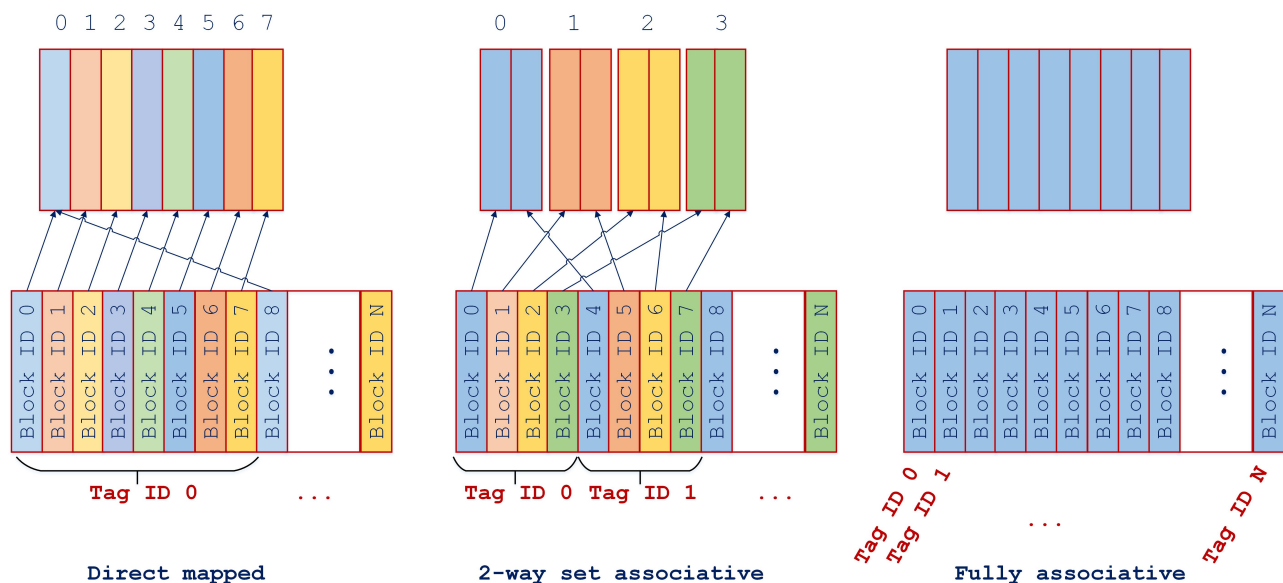 0 1 2 3 4 5 6 7
0 1 2 3
Block ID 0
Block ID 1
Block ID 2
Block ID 3
Block ID 4
Block ID 5
Block ID 6
Block ID 7
Block ID 8
...
Block ID N
Tag ID 0
...
Direct mapped
Block ID 0
Block ID 1
Block ID 2
Block ID 3
Block ID 4
Block ID 5
Block ID 6
Block ID 7
Block ID 8
...
Block ID N
Tag ID 0
Tag ID 1
...
2-way set associative
Block ID 0
Block ID 1
Block ID 2
Block ID 3
Block ID 4
Block ID 5
Block ID 6
Block ID 7
Block ID 8
...
Block ID N
Tag ID 0
Tag ID 1
...
Tag ID N
Fully associative